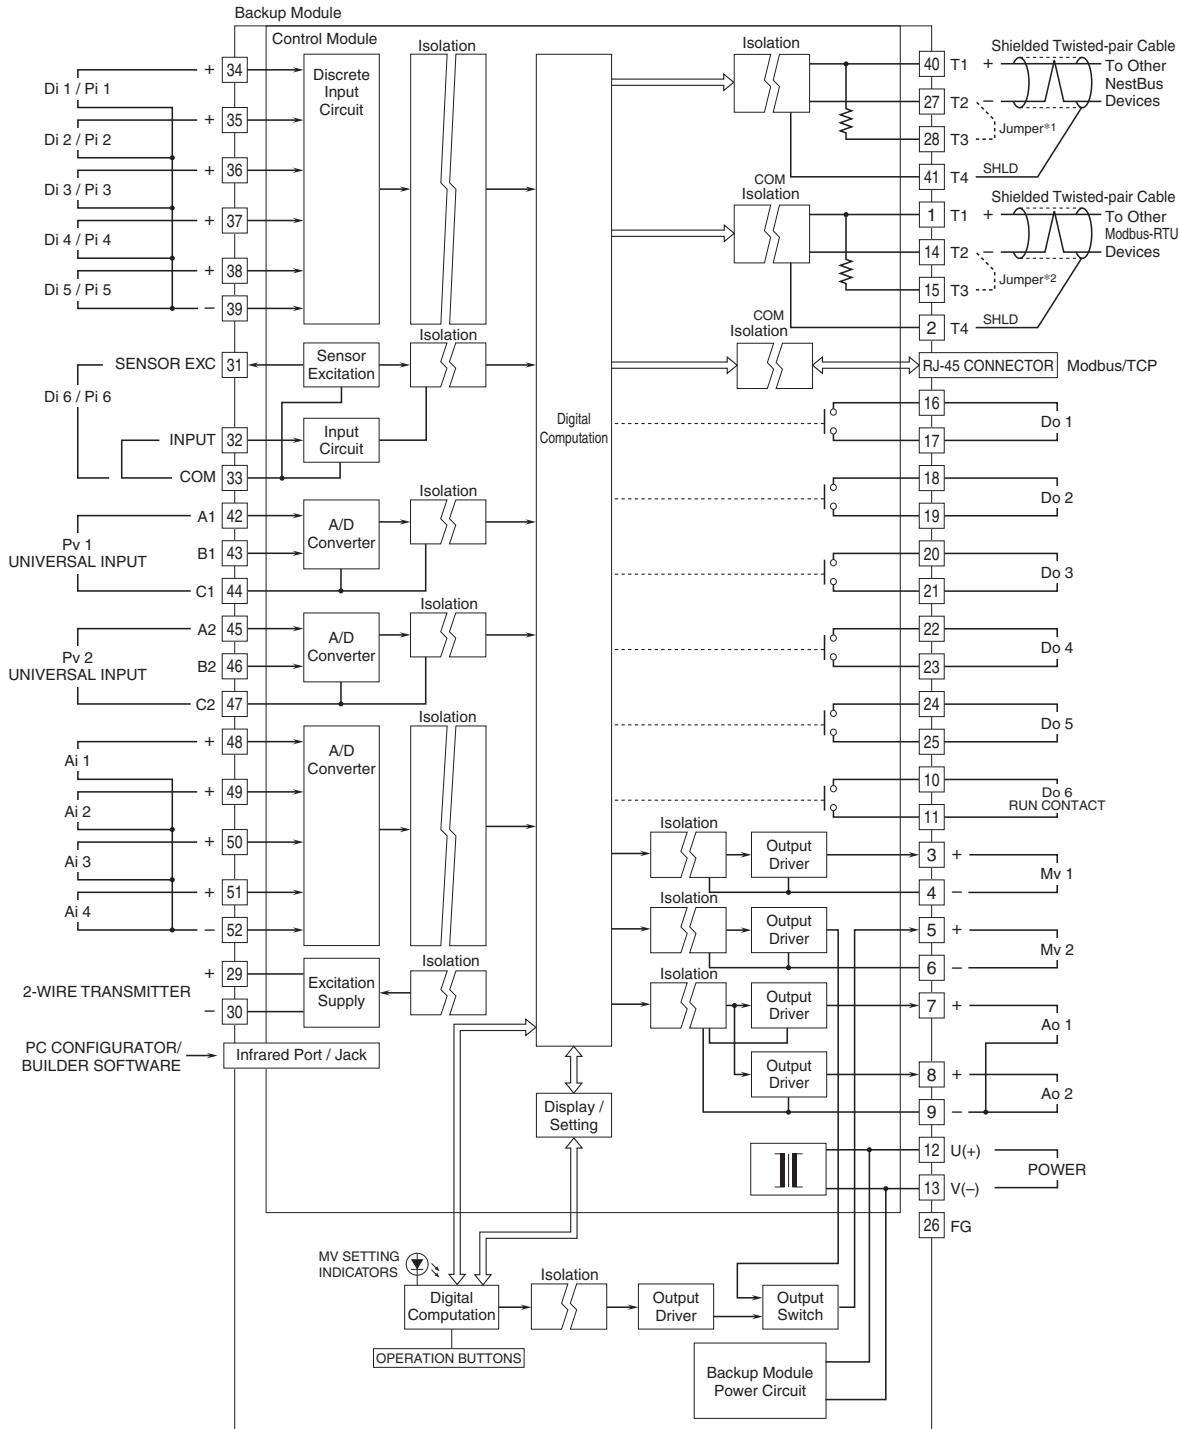 Backup Module
Control Module
Isolation
Isolation
Shielded Twisted-pair Cable
34
+
Di 1 / Pi 1
35
+
Di 2 / Pi 2
36
+
Di 3 / Pi 3
37
+
Di 4 / Pi 4
38
+
Di 5 / Pi 5
39
–
Discrete
Input
Circuit
40 T1 +
To Other
NestBus
Devices
27 T2 –
Jumper*1
28 T3
41 T4 SHLD
COM
Isolation
Shielded Twisted-pair Cable
1 T1 +
To Other
Modbus-RTU
Devices
14 T2 –
Jumper*2
15 T3
2 T4 SHLD
COM
Isolation
RJ-45 CONNECTOR
Modbus/TCP
Isolation
SENSOR EXC 31
Sensor
Excitation
Di 6 / Pi 6
INPUT 32
Input
Circuit
COM 33
Digital
Computation
16
Do 1
17
18
Do 2
19
20
Do 3
21
22
Do 4
23
24
Do 5
25
10
Do 6
RUN CONTACT
11
Isolation
A1 42
Pv 1
UNIVERSAL INPUT
B1 43
C1 44
A/D
Converter
Isolation
A2 45
Pv 2
UNIVERSAL INPUT
B2 46
C2 47
A/D
Converter
Isolation
+ 48
Ai 1
+ 49
Ai 2
+ 50
Ai 3
+ 51
Ai 4
– 52
A/D
Converter
Isolation
Output
Driver
3 +
Mv 1
4 –
Isolation
Output
Driver
5 +
Mv 2
6 –
Isolation
Output
Driver
7 +
Ao 1
Output
Driver
8 +
Ao 2
9 –
Isolation
+ 29
2-WIRE TRANSMITTER
– 30
Excitation
Supply
PC CONFIGURATOR/
BUILDER SOFTWARE
Infrared Port / Jack
Display /
Setting
12 U(+)
POWER
13 V(–)
26 FG
MV SETTING
INDICATORS
Digital
Computation
Isolation
Output
Driver
Output
Switch
OPERATION BUTTONS
Backup Module
Power Circuit